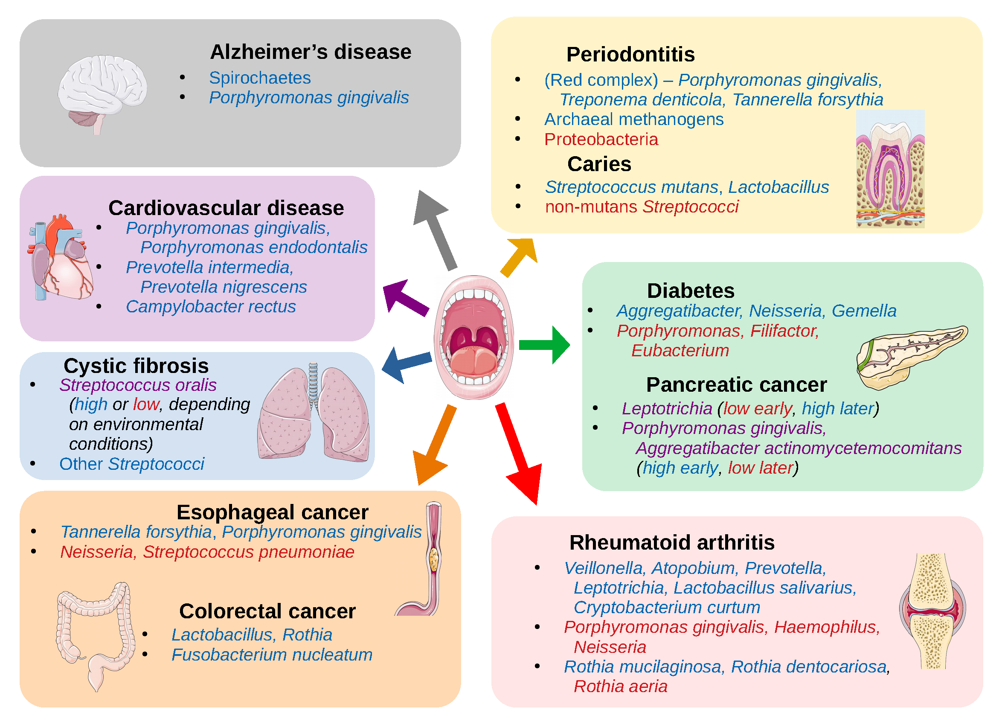 Alzheimer’s disease
• Spirochaetes
• Porphyromonas gingivalis
Periodontitis
• (Red complex) – Porphyromonas gingivalis,
Treponema denticola, Tannerella forsythia
• Archaeal methanogens
• Proteobacteria
Caries
• Streptococcus mutans, Lactobacillus
• non-mutans Streptococci
Cardiovascular disease
• Porphyromonas gingivalis,
Porphyromonas endodontalis
• Prevotella intermedia,
Prevotella nigrescens
• Campylobacter rectus
Diabetes
• Aggregatibacter, Neisseria, Gemella
• Porphyromonas, Filifactor,
Eubacterium
Pancreatic cancer
• Leptotrichia (low early, high later)
• Porphyromonas gingivalis,
Aggregatibacter actinomycetemocomitans
(high early, low later)
Cystic fibrosis
• Streptococcus oralis
(high or low, depending
on environmental
conditions)
• Other Streptococci
Esophageal cancer
• Tannerella forsythia, Porphyromonas gingivalis
• Neisseria, Streptococcus pneumoniae
Colorectal cancer
• Lactobacillus, Rothia
• Fusobacterium nucleatum
Rheumatoid arthritis
• Veillonella, Atopobium, Prevotella,
Leptotrichia, Lactobacillus salivarius,
Cryptobacterium curtum
• Porphyromonas gingivalis, Haemophilus,
Neisseria
• Rothia mucilaginosa, Rothia dentocariosa,
Rothia aeria